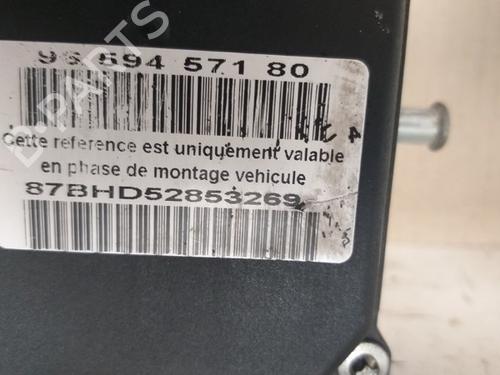 96 594 571 80
Cette reference est uniquement valable
en phase de montage vehicule
87BHD52853269
B-PARTS